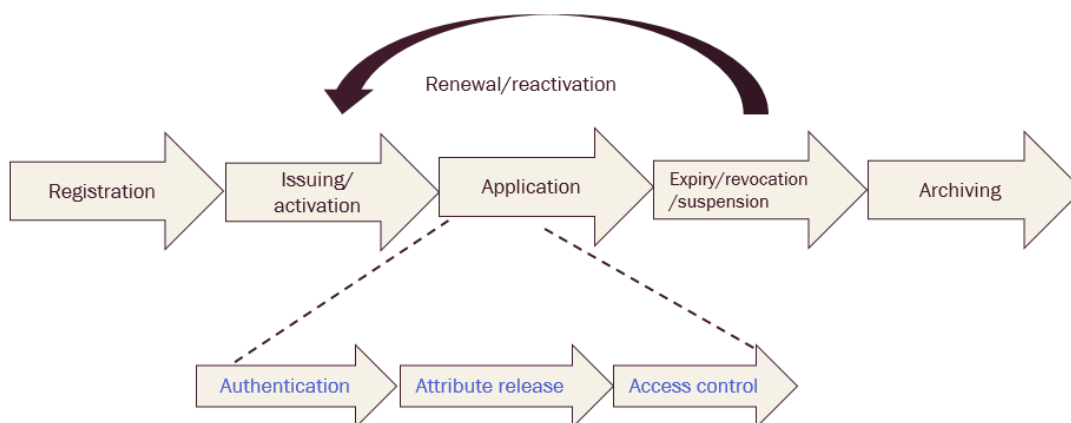 Renewal/reactivation
Registration
Issuing/
activation
Application
Expiry/revocation
/suspension
Archiving
Authentication
Attribute release
Access control